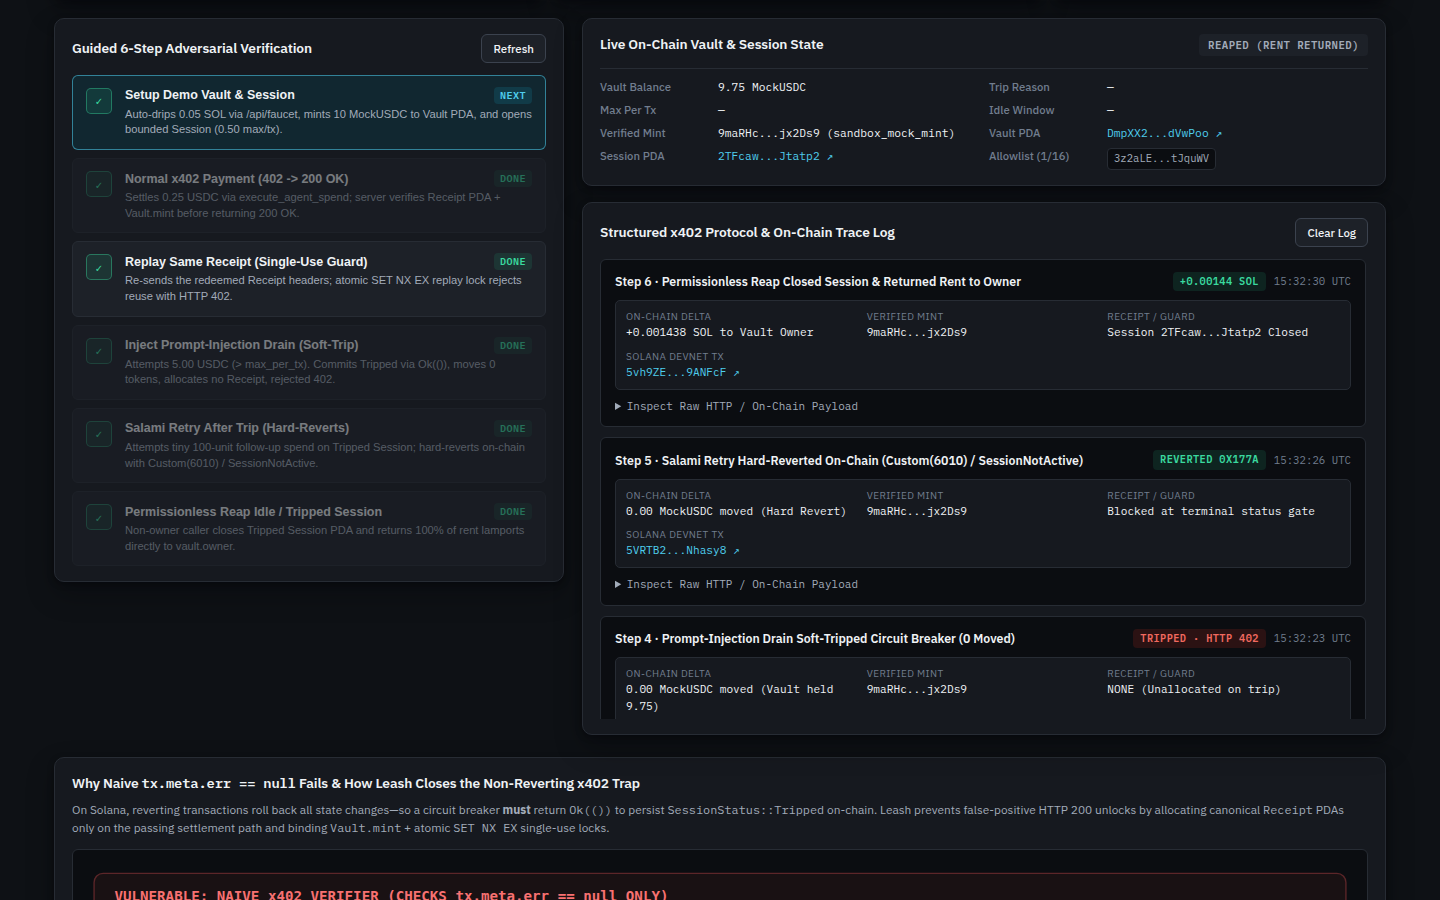 Guided 6-Step Adversarial Verification
Refresh
✓
Setup Demo Vault & Session
NEXT
Auto-drips 0.05 SOL via /api/faucet, mints 10 MockUSDC to Vault PDA, and opens
bounded Session (0.50 max/tx).
✓
Normal x402 Payment (402 -> 200 OK)
DONE
Settles 0.25 USDC via execute_agent_spend; server verifies Receipt PDA +
Vault.mint before returning 200 OK.
✓
Replay Same Receipt (Single-Use Guard)
DONE
Re-sends the redeemed Receipt headers; atomic SET NX EX replay lock rejects
reuse with HTTP 402.
✓
Inject Prompt-Injection Drain (Soft-Trip)
DONE
Attempts 5.00 USDC (> max_per_tx). Commits Tripped via Ok(()), moves 0
tokens, allocates no Receipt, rejected 402.
✓
Salami Retry After Trip (Hard-Reverts)
DONE
Attempts tiny 100-unit follow-up spend on Tripped Session; hard-reverts on-chain
with Custom(6010) / SessionNotActive.
✓
Permissionless Reap Idle / Tripped Session
DONE
Non-owner caller closes Tripped Session PDA and returns 100% of rent lamports
directly to vault.owner.
Live On-Chain Vault & Session State
REAPED (RENT RETURNED)
Vault Balance 9.75 MockUSDC Trip Reason —
Max Per Tx — Idle Window —
Verified Mint 9maRHc...jx2Ds9 (sandbox_mock_mint) Vault PDA DmpXX2...dVwPoo ↗
Session PDA 2TFcaw...Jtatp2 ↗ Allowlist (1/16) 3z2aLE...tJquWV
Structured x402 Protocol & On-Chain Trace Log
Clear Log
Step 6 · Permissionless Reap Closed Session & Returned Rent to Owner +0.00144 SOL 15:32:30 UTC
ON-CHAIN DELTA VERIFIED MINT RECEIPT / GUARD
+0.001438 SOL to Vault Owner 9maRHc...jx2Ds9 Session 2TFcaw...Jtatp2 Closed
SOLANA DEVNET TX
5vh9ZE...9ANFcF ↗
▶ Inspect Raw HTTP / On-Chain Payload
Step 5 · Salami Retry Hard-Reverted On-Chain (Custom(6010) / SessionNotActive) REVERTED 0X177A 15:32:26 UTC
ON-CHAIN DELTA VERIFIED MINT RECEIPT / GUARD
0.00 MockUSDC moved (Hard Revert) 9maRHc...jx2Ds9 Blocked at terminal status gate
SOLANA DEVNET TX
5VRTB2...Nhasy8 ↗
▶ Inspect Raw HTTP / On-Chain Payload
Step 4 · Prompt-Injection Drain Soft-Tripped Circuit Breaker (0 Moved) TRIPPED · HTTP 402 15:32:23 UTC
ON-CHAIN DELTA VERIFIED MINT RECEIPT / GUARD
0.00 MockUSDC moved (Vault held 9maRHc...jx2Ds9 NONE (Unallocated on trip)
9.75)
Why Naive tx.meta.err == null Fails & How Leash Closes the Non-Reverting x402 Trap
On Solana, reverting transactions roll back all state changes—so a circuit breaker must return Ok(()) to persist SessionStatus::Tripped on-chain. Leash prevents false-positive HTTP 200 unlocks by allocating canonical Receipt PDAs
only on the passing settlement path and binding Vault.mint + atomic SET NX EX single-use locks.
VULNERABLE: NAIVE x402 VERIFIER (CHECKS tx.meta.err == null ONLY)